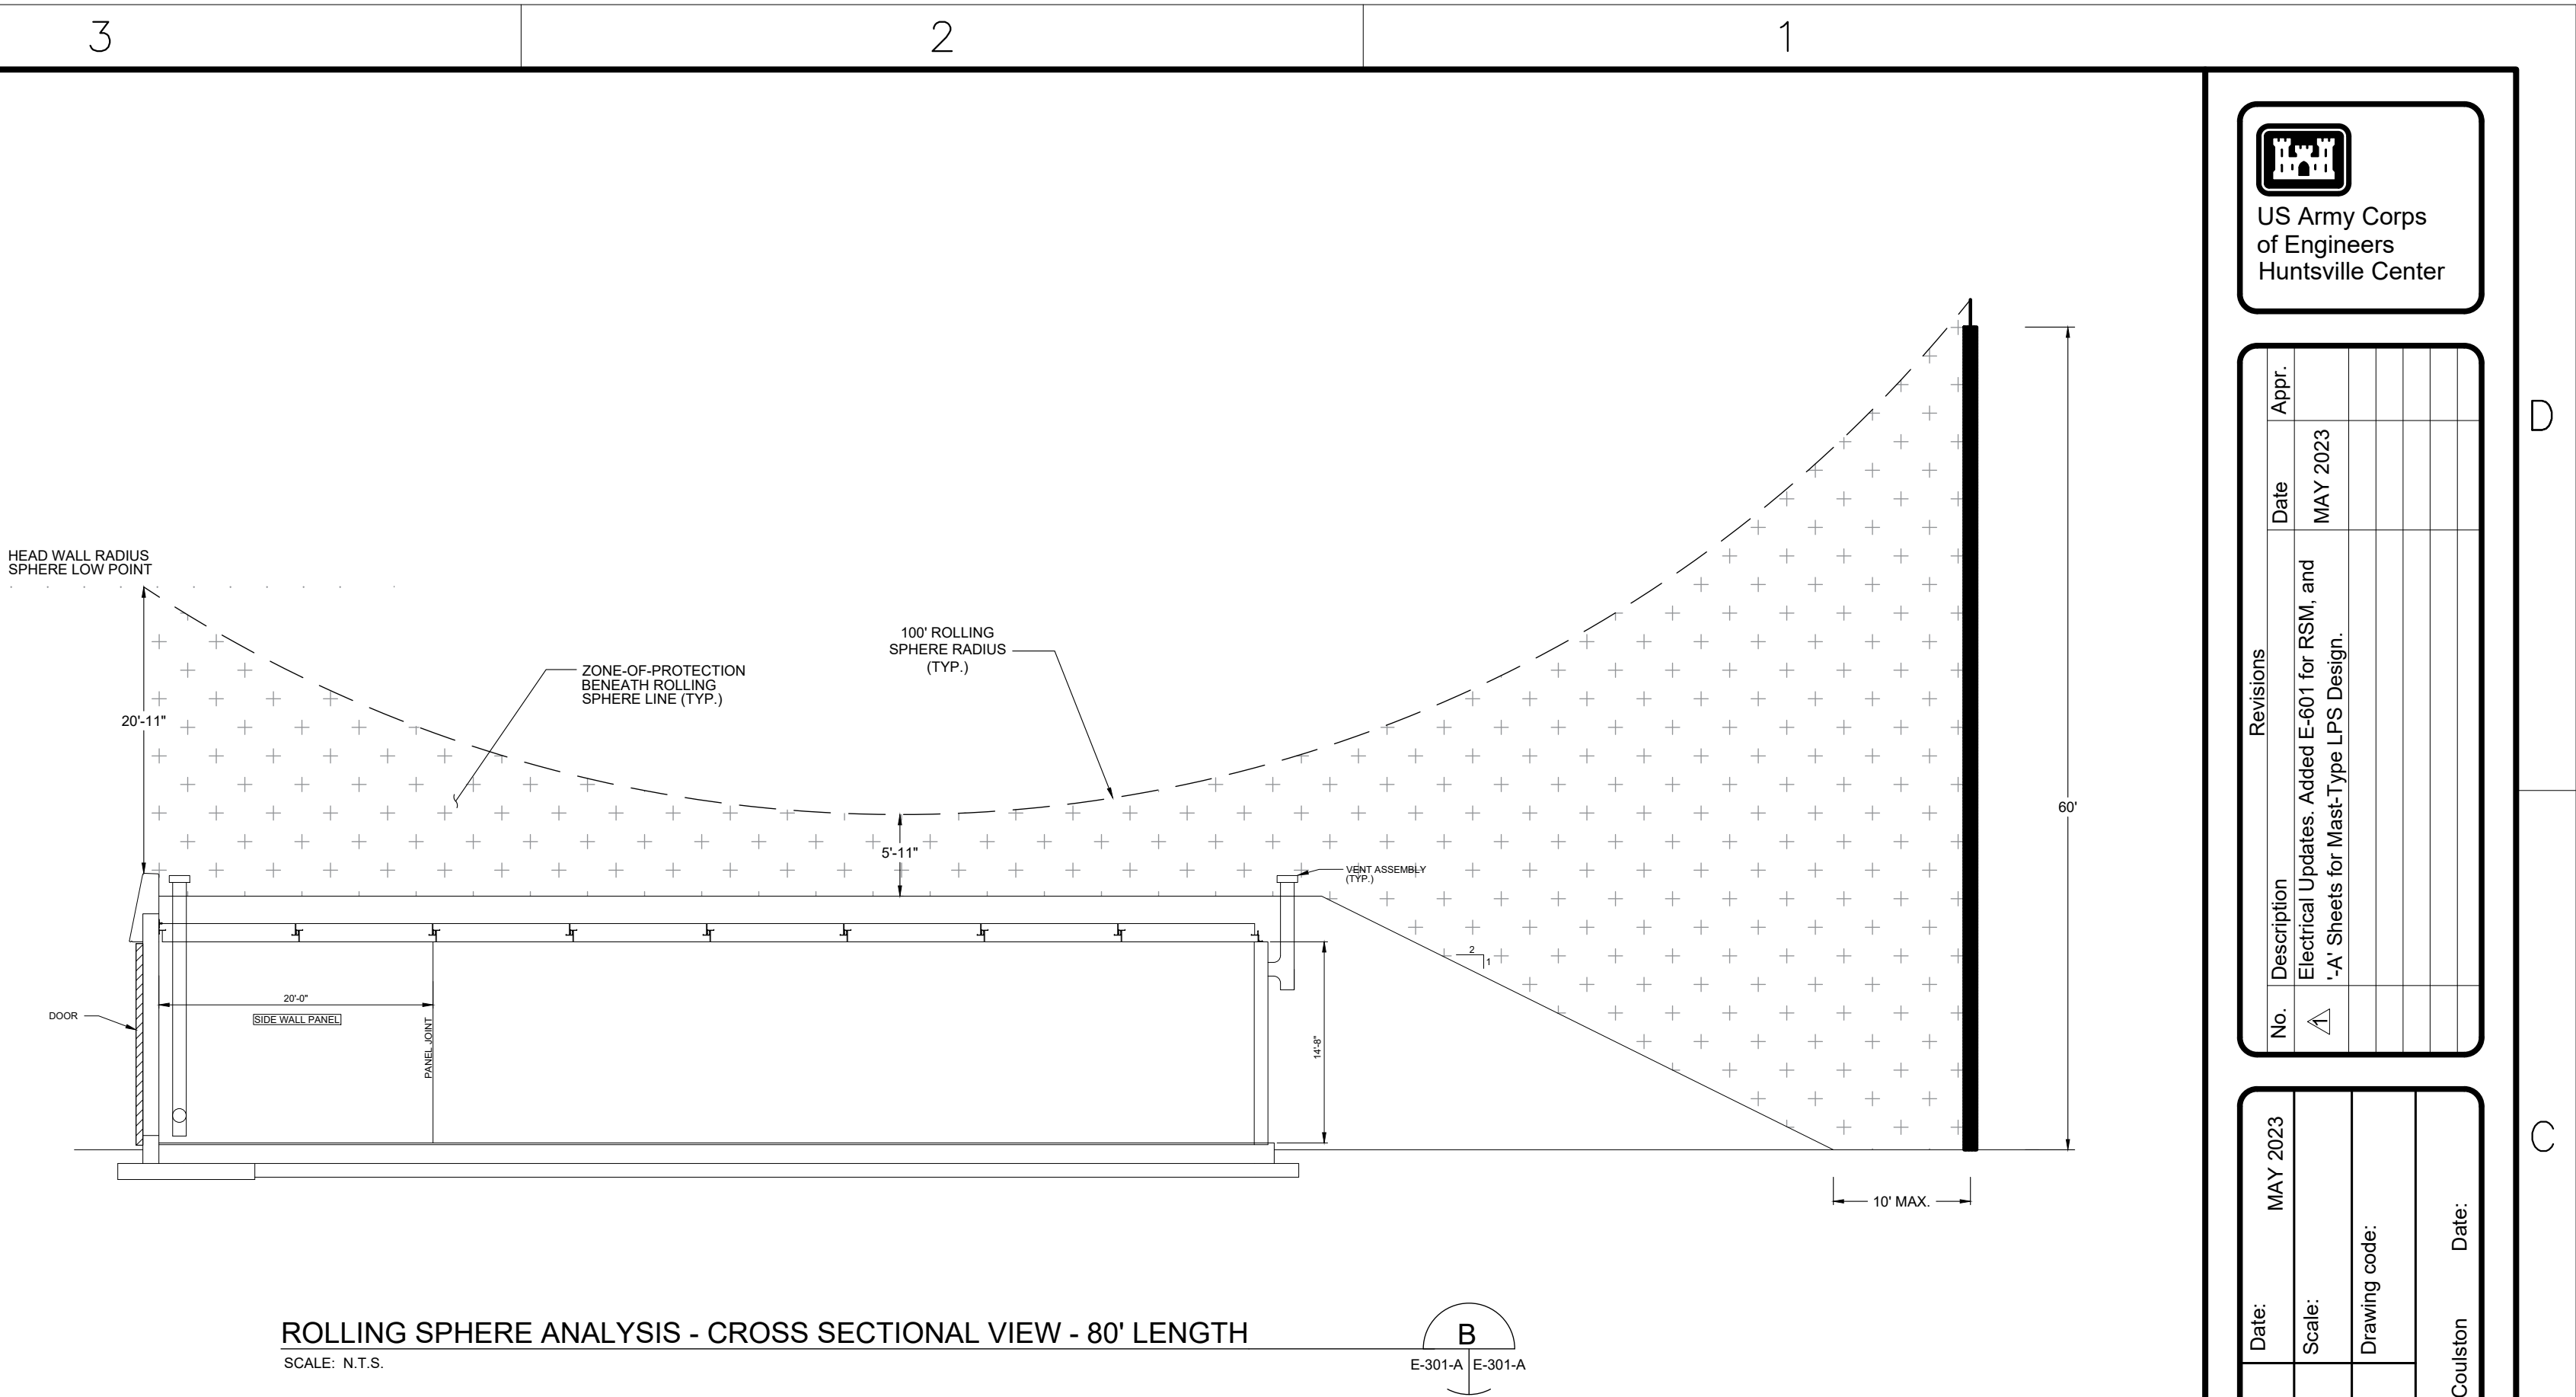 3
2
1
US Army Corps
of Engineers
Huntsville Center
Revisions
No.
Description
Date
Appr.
1
Electrical Updates. Added E-601 for RSM, and
'-A' Sheets for Mast-Type LPS Design.
MAY 2023
D
C
HEAD WALL RADIUS
SPHERE LOW POINT
20'-11"
ZONE-OF-PROTECTION
BENEATH ROLLING
SPHERE LINE (TYP.)
100' ROLLING
SPHERE RADIUS
(TYP.)
5'-11"
VENT ASSEMBLY
(TYP.)
60'
2
1
DOOR
20'-0"
SIDE WALL PANEL
PANEL JOINT
14'-8"
10' MAX.
ROLLING SPHERE ANALYSIS - CROSS SECTIONAL VIEW - 80' LENGTH
SCALE: N.T.S.
B
E-301-A
E-301-A
Date:
MAY 2023
Scale:
Drawing code:
Coulston
Date: